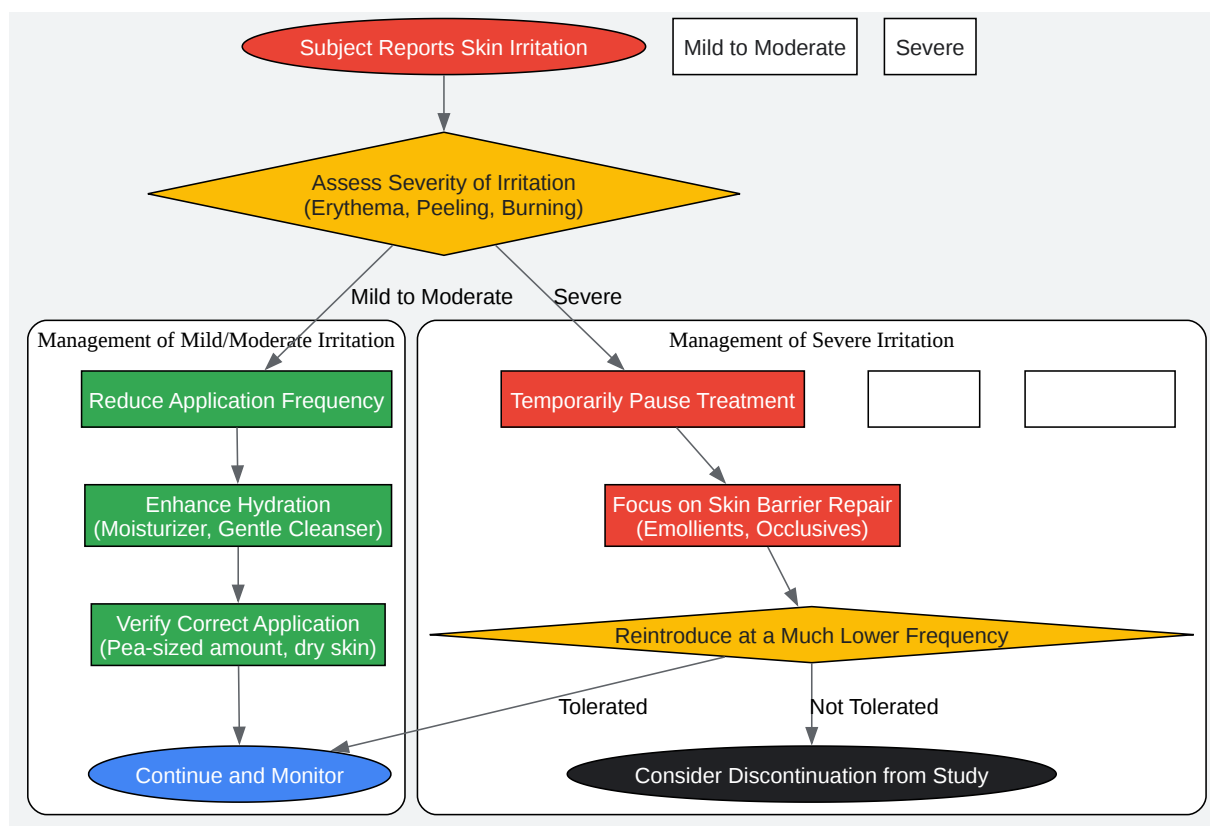 Subject Reports Skin Irritation
Mild to Moderate
Severe
Assess Severity of Irritation
(Erythema, Peeling, Burning)
Mild to Moderate
Severe
Management of Mild/Moderate Irritation
Management of Severe Irritation
Reduce Application Frequency
Temporarily Pause Treatment
Enhance Hydration
(Moisturizer, Gentle Cleanser)
Focus on Skin Barrier Repair
(Emollients, Occlusives)
Verify Correct Application
(Pea-sized amount, dry skin)
Reintroduce at a Much Lower Frequency
Tolerated
Not Tolerated
Continue and Monitor
Consider Discontinuation from Study